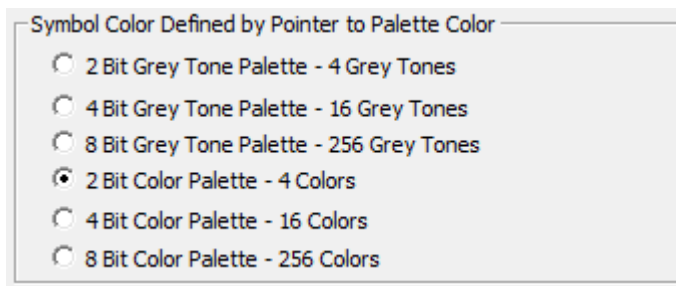 Symbol Color Defined by Pointer to Palette Color
2 Bit Grey Tone Palette - 4 Grey Tones
4 Bit Grey Tone Palette - 16 Grey Tones
8 Bit Grey Tone Palette - 256 Grey Tones
2 Bit Color Palette - 4 Colors
4 Bit Color Palette - 16 Colors
8 Bit Color Palette - 256 Colors